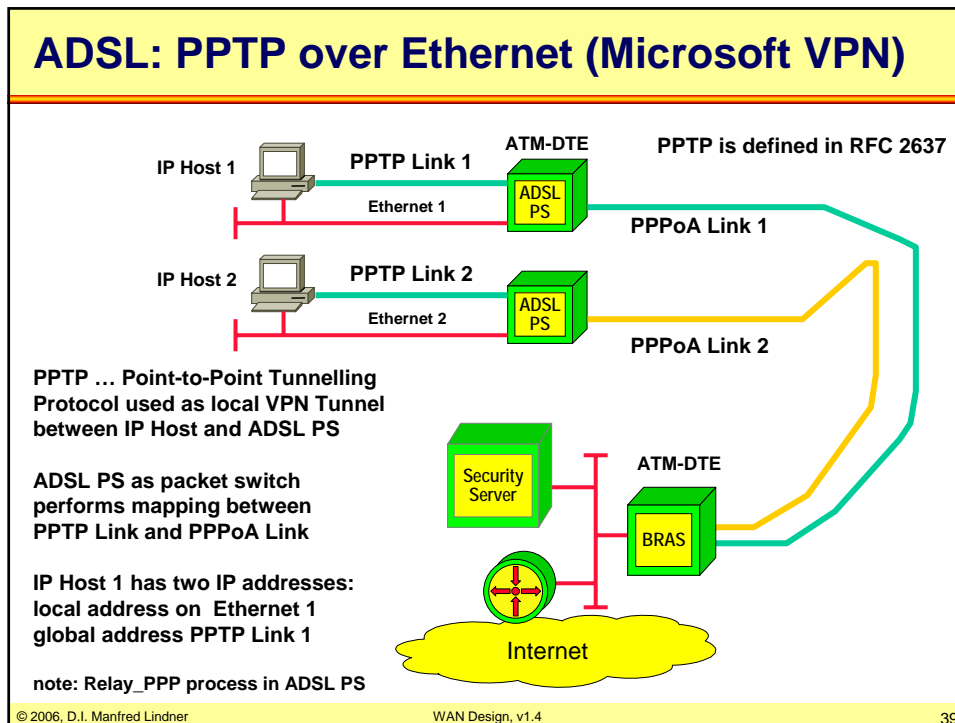 ADSL: PPTP over Ethernet (Microsoft VPN)
ATM-DTE
PPTP is defined in RFC 2637
IP Host 1
PPTP Link 1
ADSL
PS
Ethernet 1
PPPoA Link 1
IP Host 2
PPTP Link 2
ADSL
PS
Ethernet 2
PPPoA Link 2
PPTP … Point-to-Point Tunnelling
Protocol used as local VPN Tunnel
between IP Host and ADSL PS
ADSL PS as packet switch
performs mapping between
PPTP Link and PPPoA Link
IP Host 1 has two IP addresses:
local address on Ethernet 1
global address PPTP Link 1
note: Relay_PPP process in ADSL PS
Security
Server
ATM-DTE
BRAS
Internet
© 2006, D.I. Manfred Lindner
WAN Design, v1.4
39